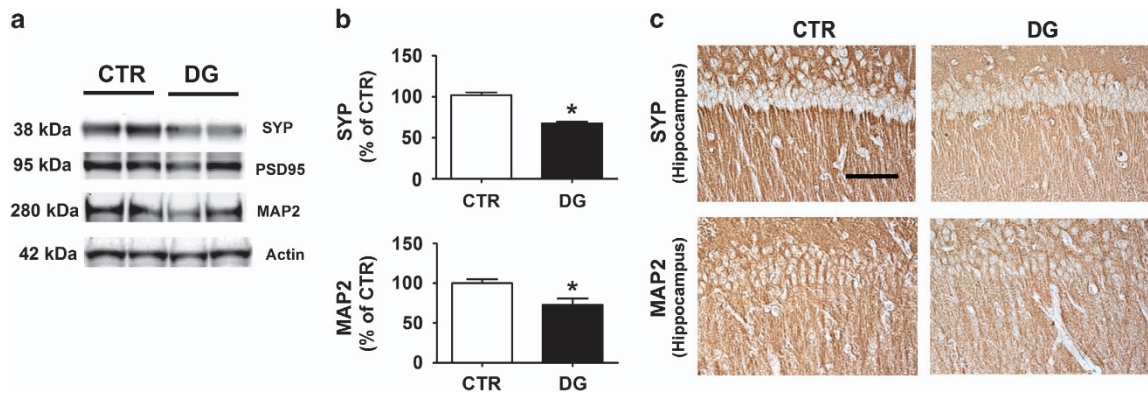 a
CTR DG
38 kDa SYP
95 kDa PSD95
280 kDa MAP2
42 kDa Actin
b
SYP
(% of CTR)
150
100
50
0
*
CTR DG
MAP2
(% of CTR)
150
100
50
0
*
CTR DG
c
CTR DG
SYP
(Hippocampus)
MAP2
(Hippocampus)